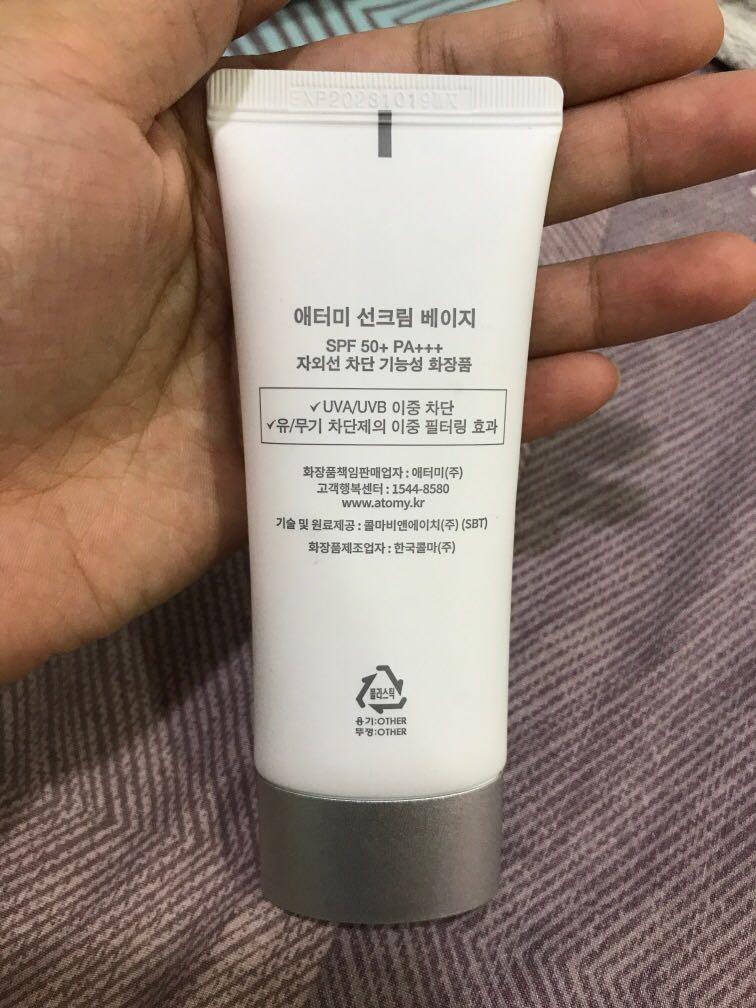 EXP20231019
애터미 선크림 베이지
SPF 50+ PA+++
자외선 차단 기능성 화장품
✓UVA/UVB 이중 차단
✓유/무기 차단제의 이중 필터링 효과
화장품책임판매업자 : 애터미(주)
고객행복센터 : 1544-8580
www.atomy.kr
기술 및 원료제공 : 콜마비앤에이치(주) (SBT)
화장품제조업자 : 한국콜마(주)
플라스틱
용기:OTHER
뚜껑:OTHER